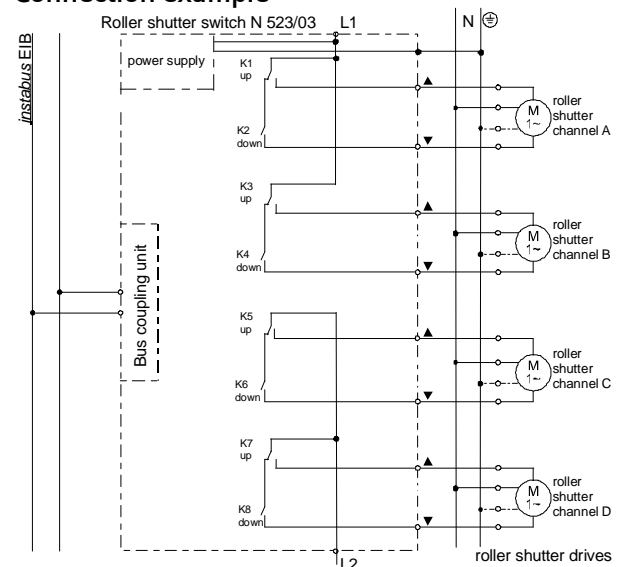 Connection example
Roller shutter switch N 523/03
L1
N
instabus EIB
power supply
K1
up
K2
down
M
1~
roller
shutter
channel A
K3
up
K4
down
M
1~
roller
shutter
channel B
Bus coupling unit
K5
up
K6
down
M
1~
roller
shutter
channel C
K7
up
K8
down
M
1~
roller
shutter
channel D
L2
roller shutter drives